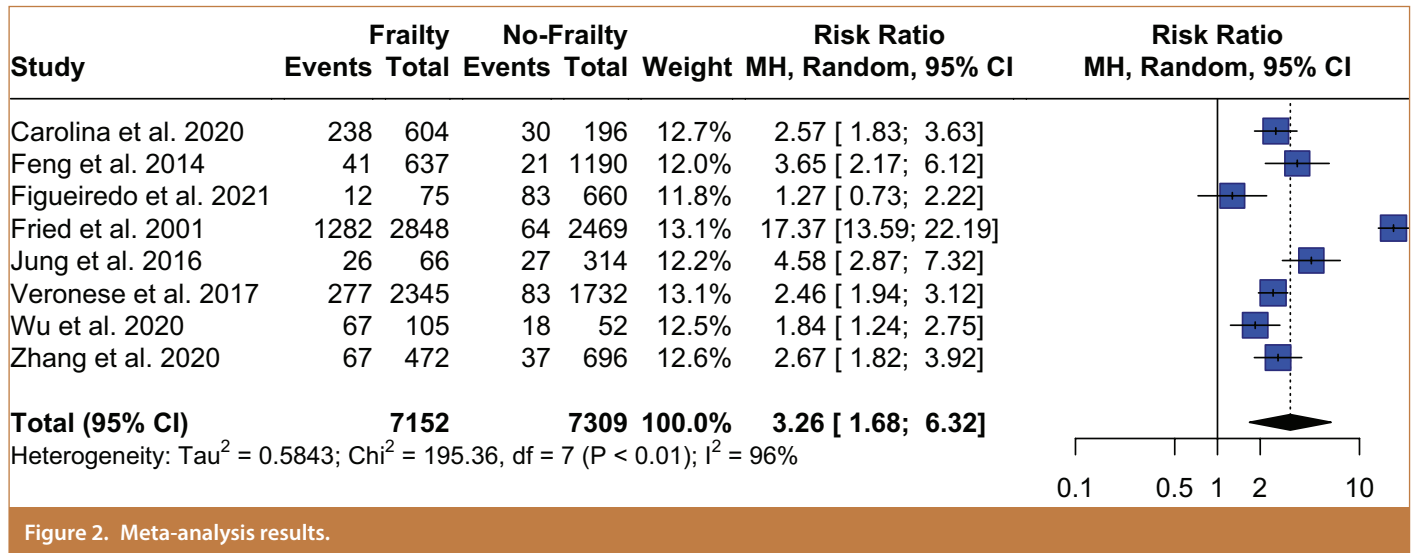 Frailty No-Frailty Risk Ratio Risk Ratio
Study Events Total Events Total Weight MH, Random, 95% CI MH, Random, 95% CI
Carolina et al. 2020 238 604 30 196 12.7% 2.57 [ 1.83; 3.63]
Feng et al. 2014 41 637 21 1190 12.0% 3.65 [ 2.17; 6.12]
Figueiredo et al. 2021 12 75 83 660 11.8% 1.27 [ 0.73; 2.22]
Fried et al. 2001 1282 2848 64 2469 13.1% 17.37 [13.59; 22.19]
Jung et al. 2016 26 66 27 314 12.2% 4.58 [ 2.87; 7.32]
Veronese et al. 2017 277 2345 83 1732 13.1% 2.46 [ 1.94; 3.12]
Wu et al. 2020 67 105 18 52 12.5% 1.84 [ 1.24; 2.75]
Zhang et al. 2020 67 472 37 696 12.6% 2.67 [ 1.82; 3.92]
Total (95% CI) 7152 7309 100.0% 3.26 [ 1.68; 6.32]
Heterogeneity: Tau² = 0.5843; Chi² = 195.36, df = 7 (P < 0.01); I² = 96%
0.1 0.5 1 2 10
Figure 2. Meta-analysis results.